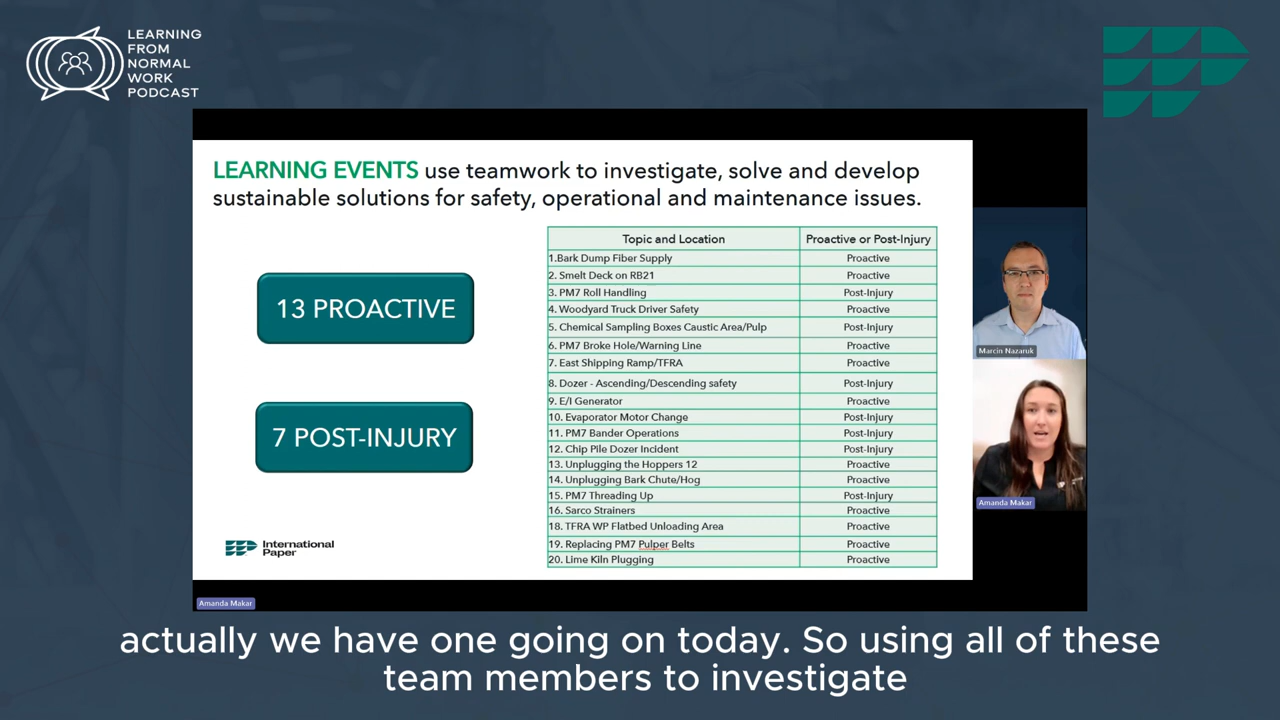 LEARNING
FROM
NORMAL
WORK
PODCAST
LEARNING EVENTS use teamwork to investigate, solve and develop
sustainable solutions for safety, operational and maintenance issues.
13 PROACTIVE
7 POST-INJURY
Topic and Location Proactive or Post-Injury
1.Bark Dump Fiber Supply Proactive
2. Smelt Deck on RB21 Proactive
3. PM7 Roll Handling Post-Injury
4. Woodyard Truck Driver Safety Proactive
5. Chemical Sampling Boxes Caustic Area/Pulp Post-Injury
6. PM7 Broke Hole/Warning Line Proactive
7. East Shipping Ramp/TFRA Proactive
8. Dozer - Ascending/Descending safety Post-Injury
9. E/I Generator Proactive
10. Evaporator Motor Change Post-Injury
11. PM7 Bander Operations Post-Injury
12. Chip Pile Dozer Incident Post-Injury
13. Unplugging the Hoppers 12 Proactive
14. Unplugging Bark Chute/Hog Proactive
15. PM7 Threading Up Post-Injury
16. Sarco Strainers Proactive
18. TFRA WP Flatbed Unloading Area Proactive
19. Replacing PM7 Pulper Belts Proactive
20. Lime Kiln Plugging Proactive
International
Paper
Marcin Nazaruk
Amanda Makar
Amanda Makar
actually we have one going on today. So using all of these
team members to investigate